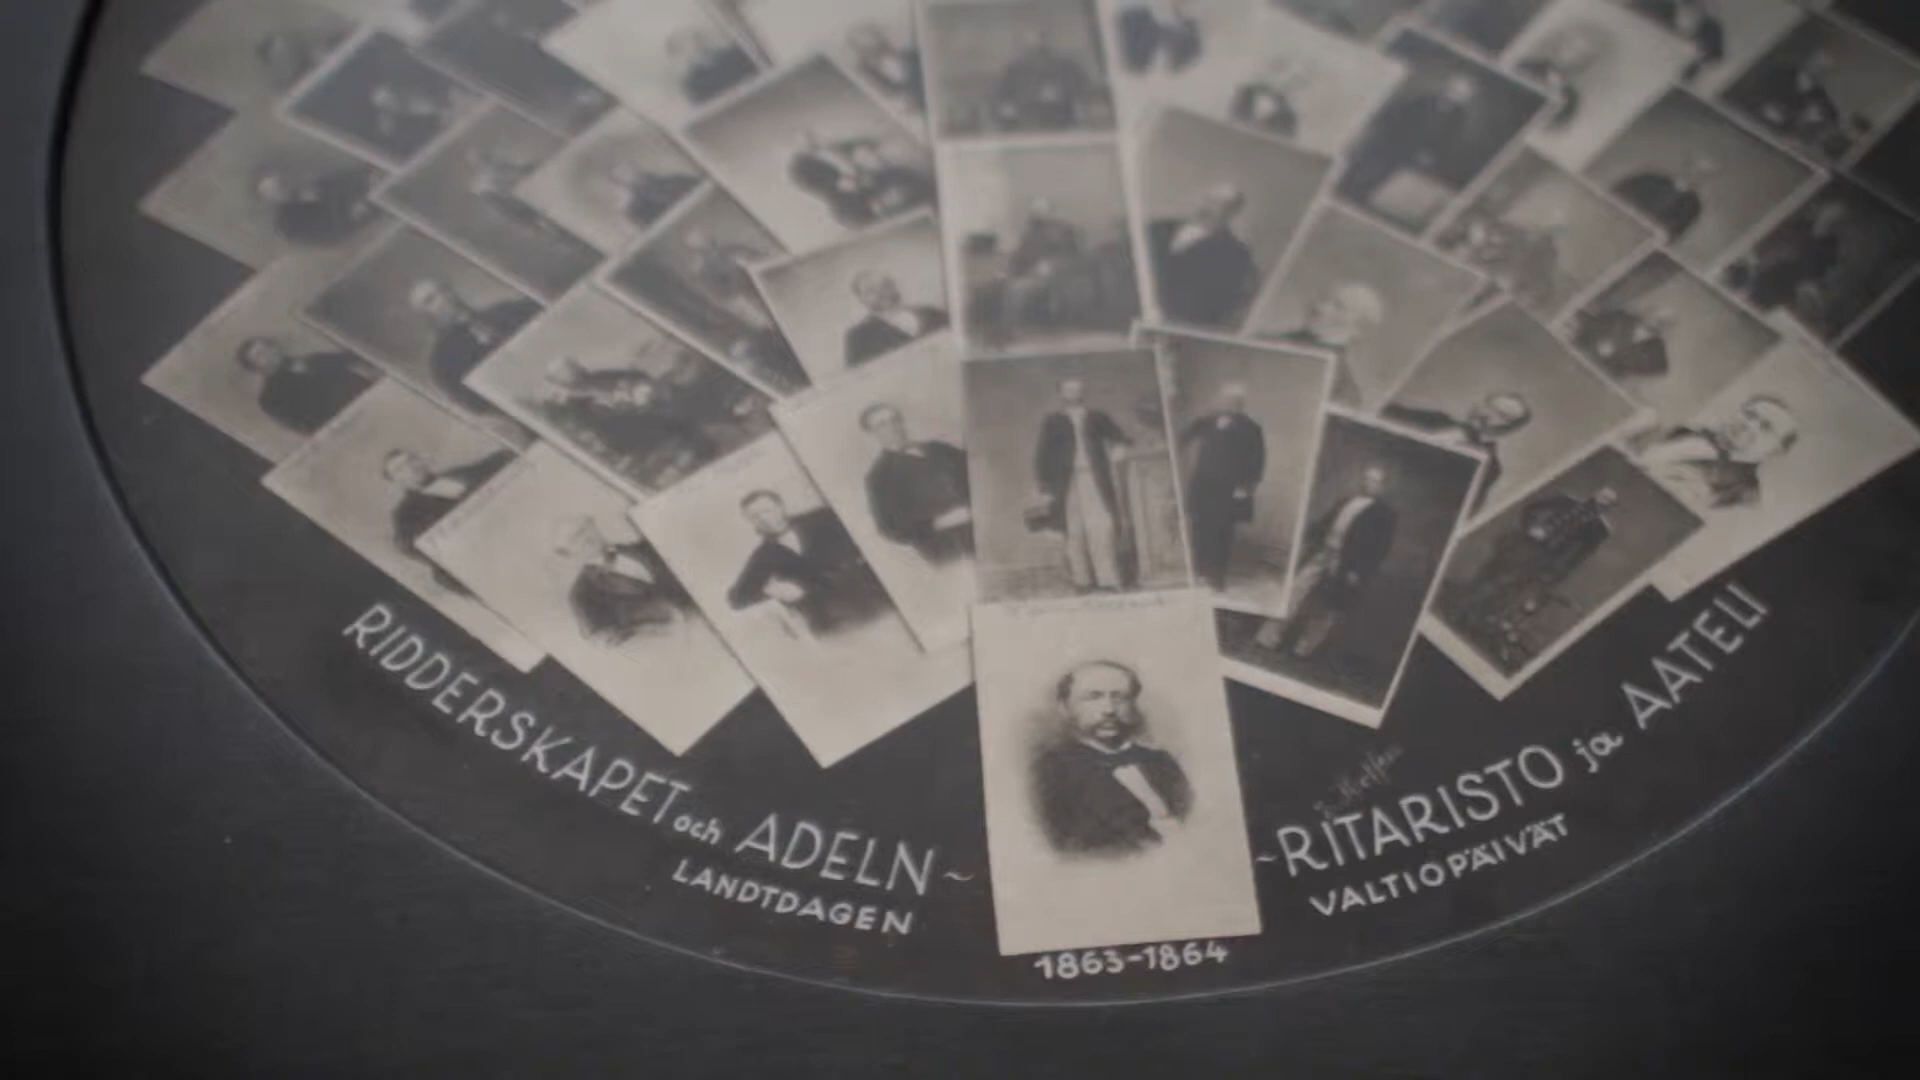 RIDDERSKAPET och ADELN ~
LANDTDAGEN
1863-1864
~ RITARISTO ja AATELI
VALTIOPÄIVÄT